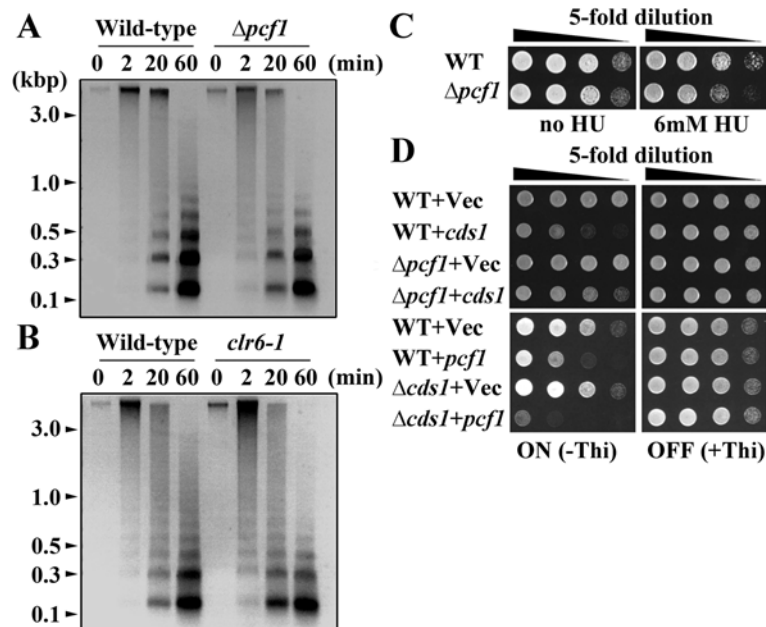 A
Wild-type Δpcf1
0 2 20 60 0 2 20 60 (min)
(kbp)
3.0
1.0
0.5
0.3
0.1
B
Wild-type clr6-1
0 2 20 60 0 2 20 60 (min)
3.0
1.0
0.5
0.3
0.1
C
5-fold dilution
WT
Δpcf1
no HU 6mM HU
D
5-fold dilution
WT+Vec
WT+cds1
Δpcf1+Vec
Δpcf1+cds1
WT+Vec
WT+pcf1
Δcds1+Vec
Δcds1+pcf1
ON (-Thi) OFF (+Thi)